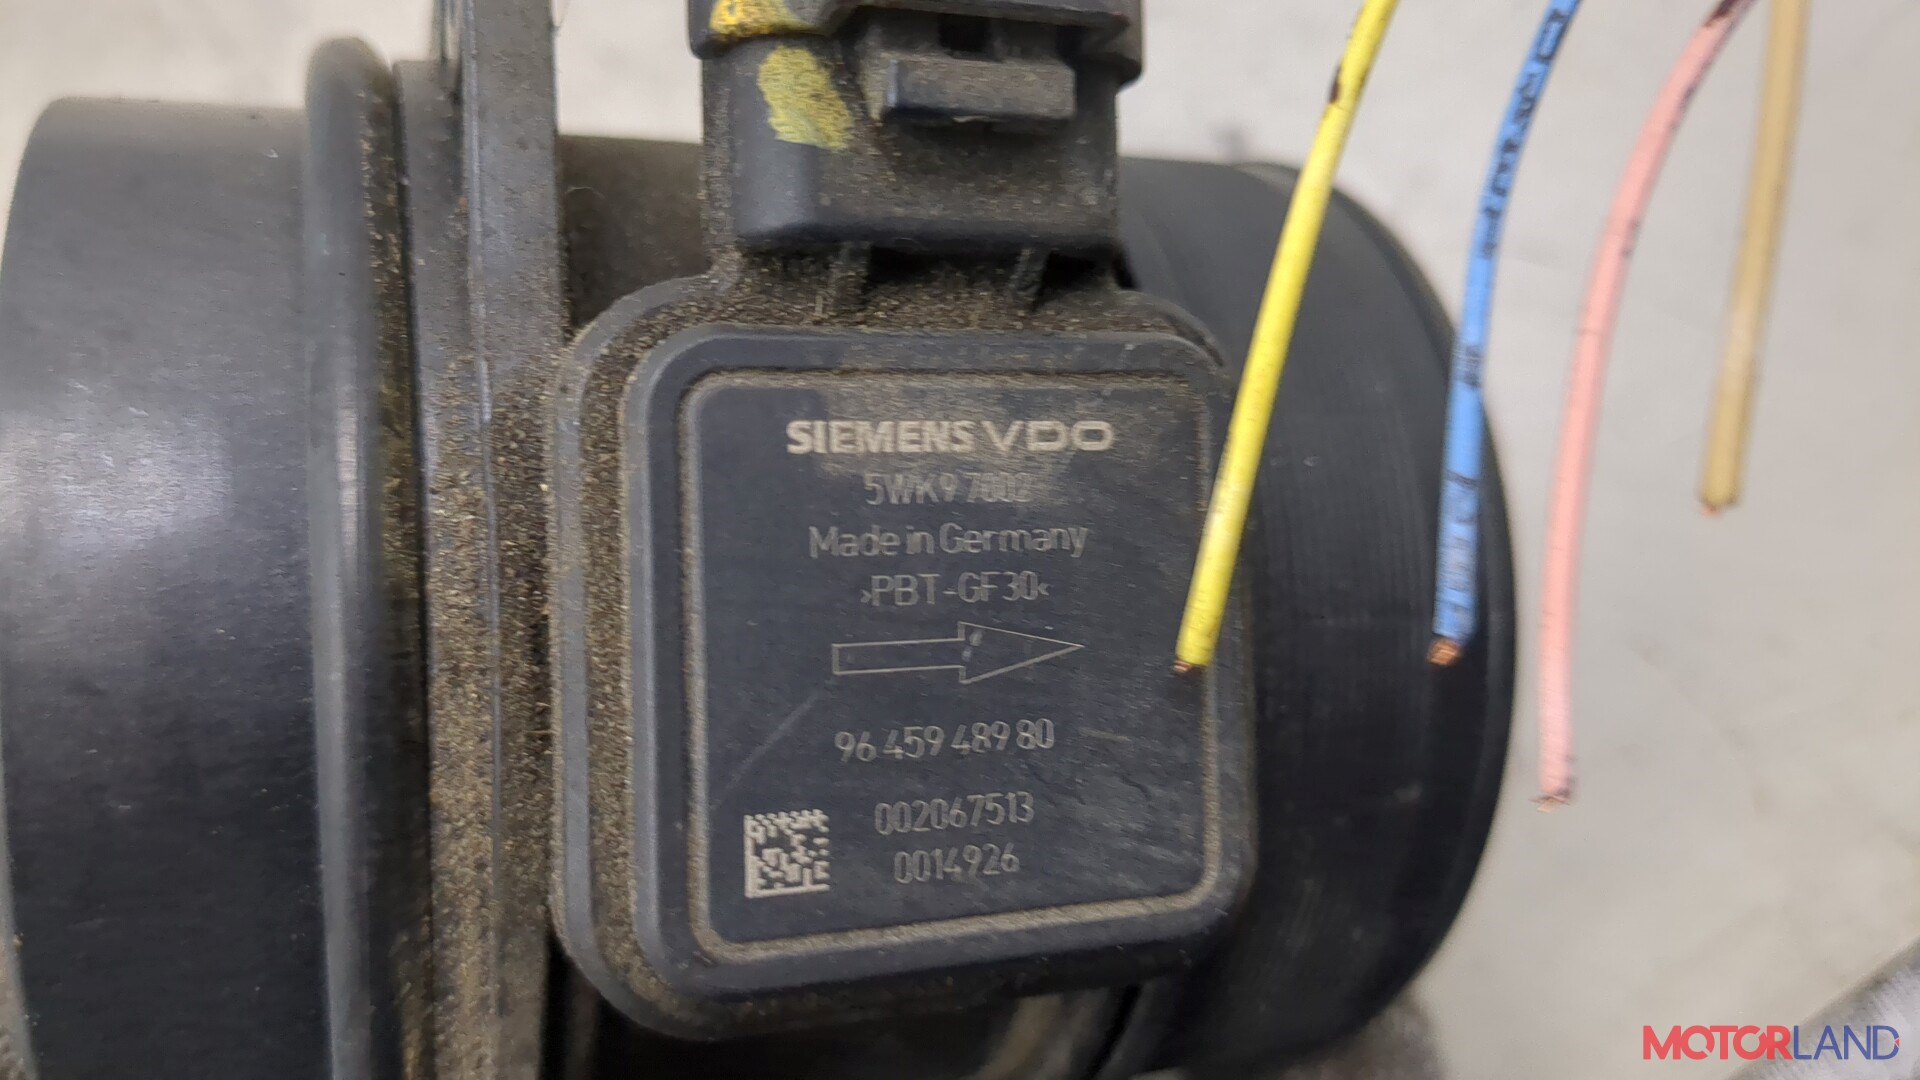 SIEMENS VDO
5WK9 7002
Made in Germany
>PBT-GF30<
96 459 489 80
002067513
0014926
MOTORLAND